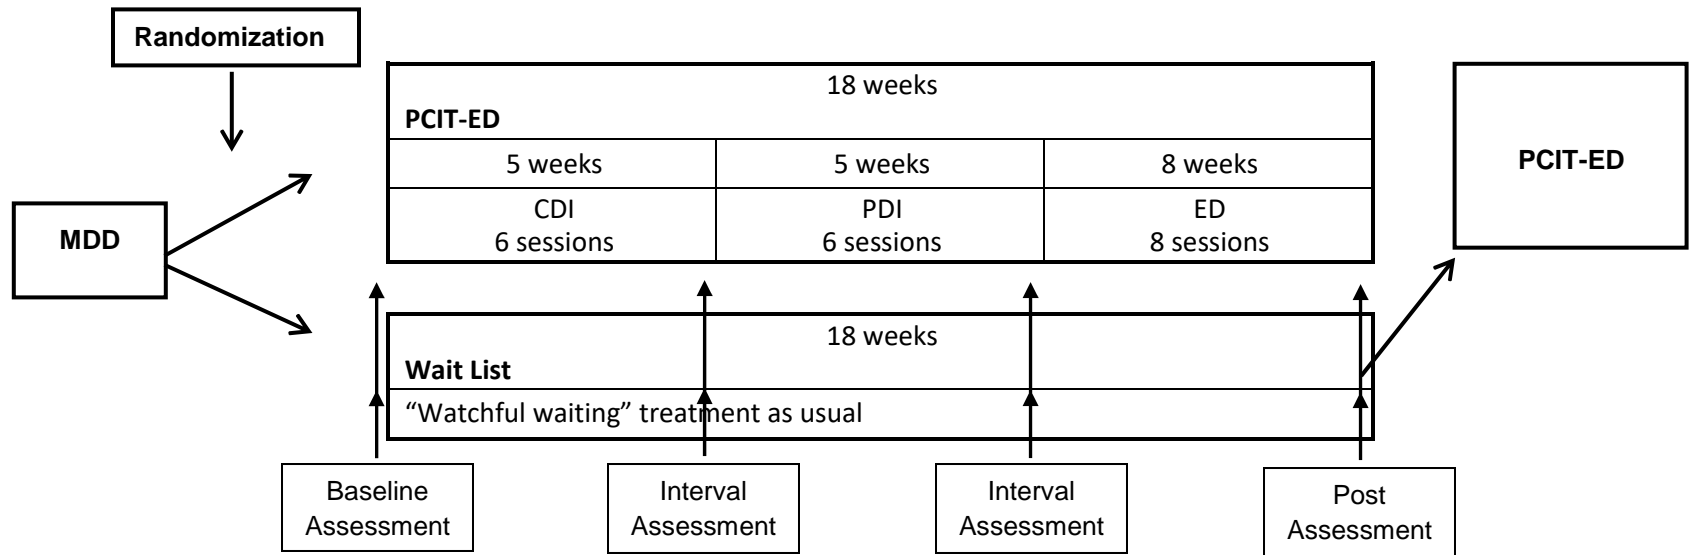 Randomization
MDD
18 weeks
PCIT-ED
5 weeks
5 weeks
8 weeks
CDI
6 sessions
PDI
6 sessions
ED
8 sessions
PCIT-ED
18 weeks
Wait List
“Watchful waiting” treatment as usual
Baseline
Assessment
Interval
Assessment
Interval
Assessment
Post
Assessment